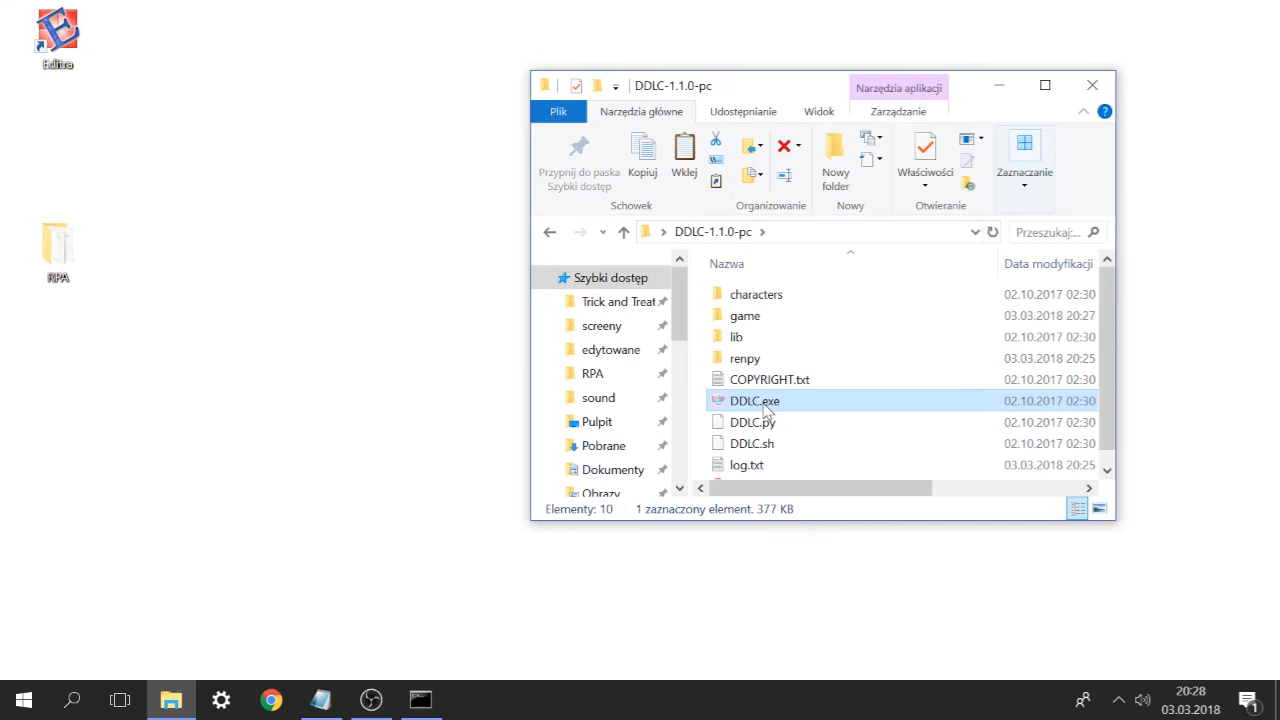 Editra
RPA
DDLC-1.1.0-pc
Narzędzia aplikacji
Plik
Narzędzia główne
Udostępnianie
Widok
Zarządzanie
?
Przypnij do paska
Szybki dostęp
Kopiuj
Wklej
Schowek
Organizowanie
Nowy
folder
Nowy
Właściwości
Otwieranie
Zaznaczanie
DDLC-1.1.0-pc
Przeszukaj:...
Szybki dostęp
Trick and Treat
screeny
edytowane
RPA
sound
Pulpit
Pobrane
Dokumenty
Obrazy
Nazwa
Data modyfikacji
characters 02.10.2017 02:30
game 03.03.2018 20:27
lib 02.10.2017 02:30
renpy 03.03.2018 20:25
COPYRIGHT.txt 02.10.2017 02:30
DDLC.exe 02.10.2017 02:30
DDLC.py 02.10.2017 02:30
DDLC.sh 02.10.2017 02:30
log.txt 03.03.2018 20:25
Elementy: 10 1 zaznaczony element. 377 KB
20:28
03.03.2018
1